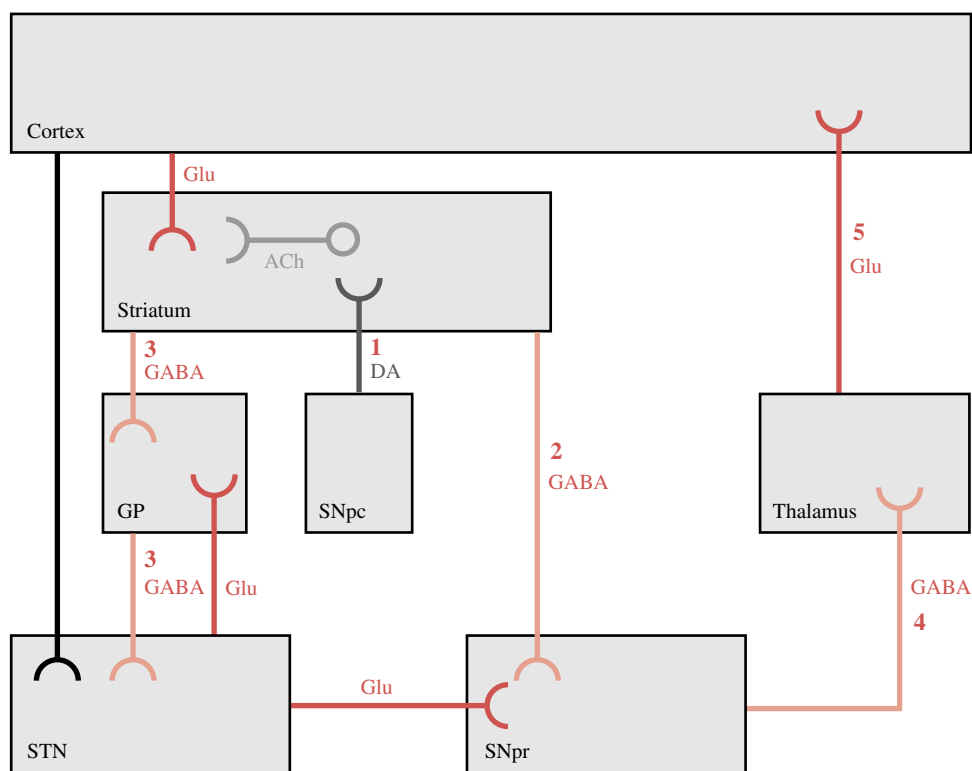 Cortex
Glu
5
Glu
ACh
Striatum
3
GABA
1
DA
2
GABA
GP
SNpc
Thalamus
3
GABA
Glu
GABA
4
Glu
STN
SNpr